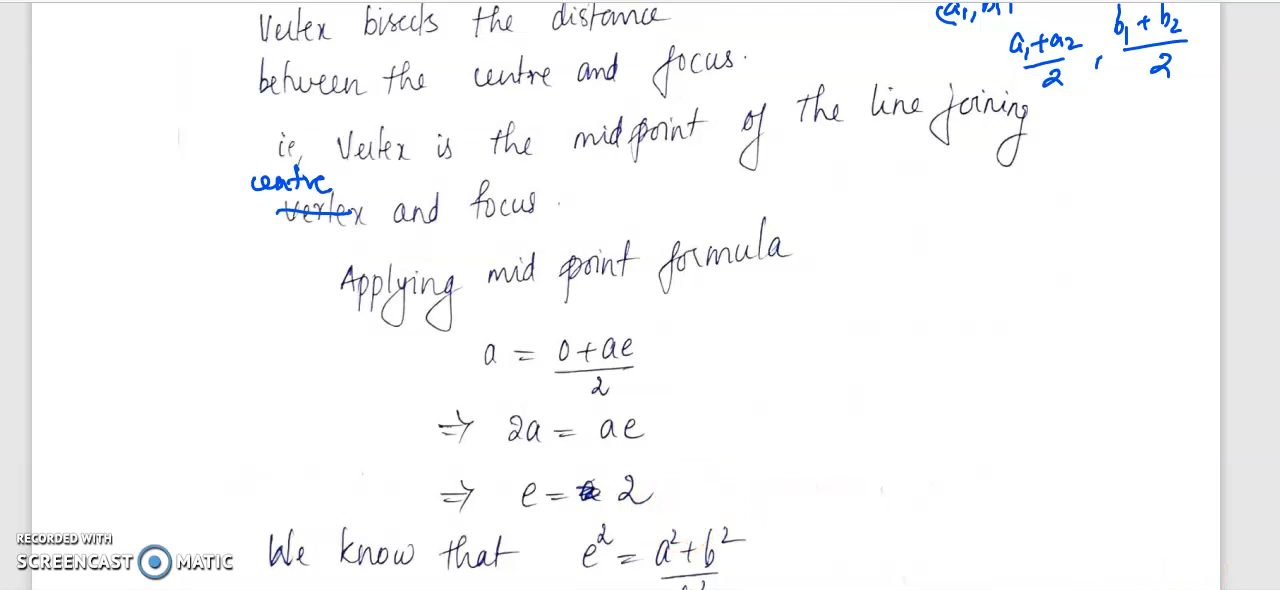 Vertex bisects the distance
between the centre and focus.
a₁+a₂/2 , b₁+b₂/2
ie, Vertex is the midpoint of the line joining
centre
vertex and focus.
Applying mid point formula
a = 0+ae/2
⇒ 2a = ae
⇒ e = 2
We know that e² = a²+b²
RECORDED WITH
SCREENCAST MATIC